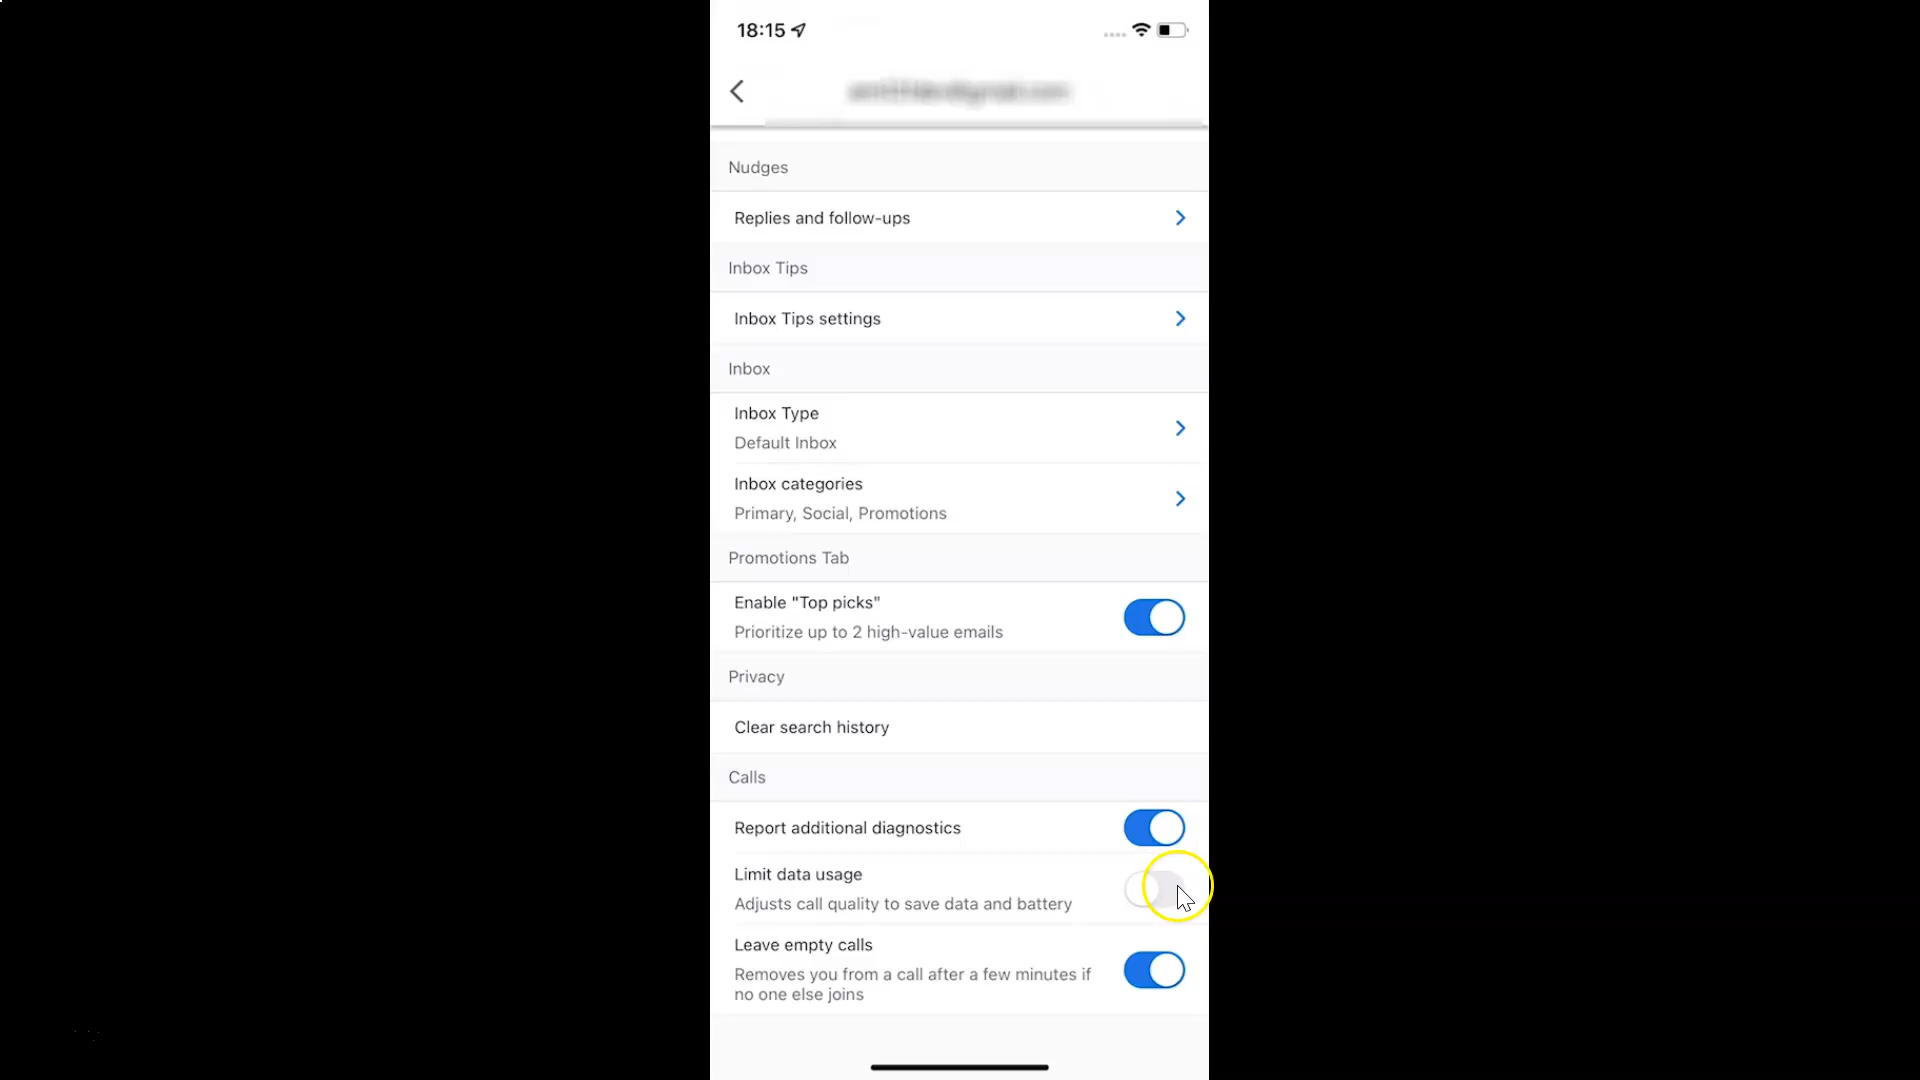 18:15
Nudges
Replies and follow-ups
Inbox Tips
Inbox Tips settings
Inbox
Inbox Type
Default Inbox
Inbox categories
Primary, Social, Promotions
Promotions Tab
Enable "Top picks"
Prioritize up to 2 high-value emails
Privacy
Clear search history
Calls
Report additional diagnostics
Limit data usage
Adjusts call quality to save data and battery
Leave empty calls
Removes you from a call after a few minutes if
no one else joins